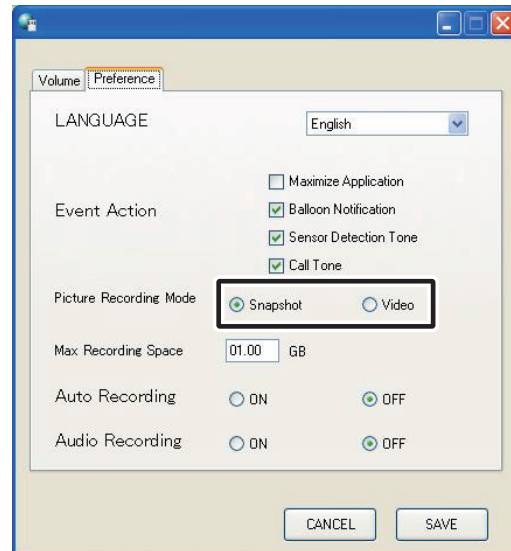 Volume Preference
LANGUAGE English
Maximize Application
Event Action Balloon Notification
Sensor Detection Tone
Call Tone
Picture Recording Mode Snapshot Video
Max Recording Space 01.00 GB
Auto Recording ON OFF
Audio Recording ON OFF
CANCEL SAVE